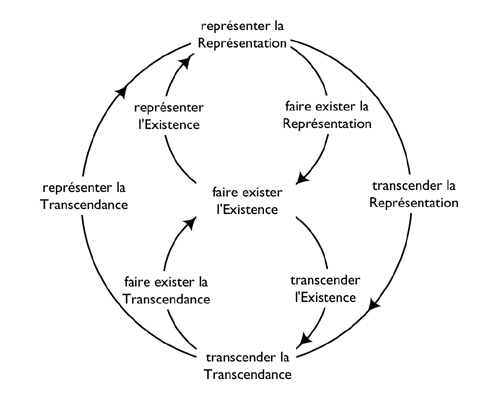 représenter la
Représentation
représenter
l'Existence
faire exister la
Représentation
représenter la
Transcendance
faire exister
l'Existence
transcender la
Représentation
faire exister la
Transcendance
transcender
l'Existence
transcender la
Transcendance